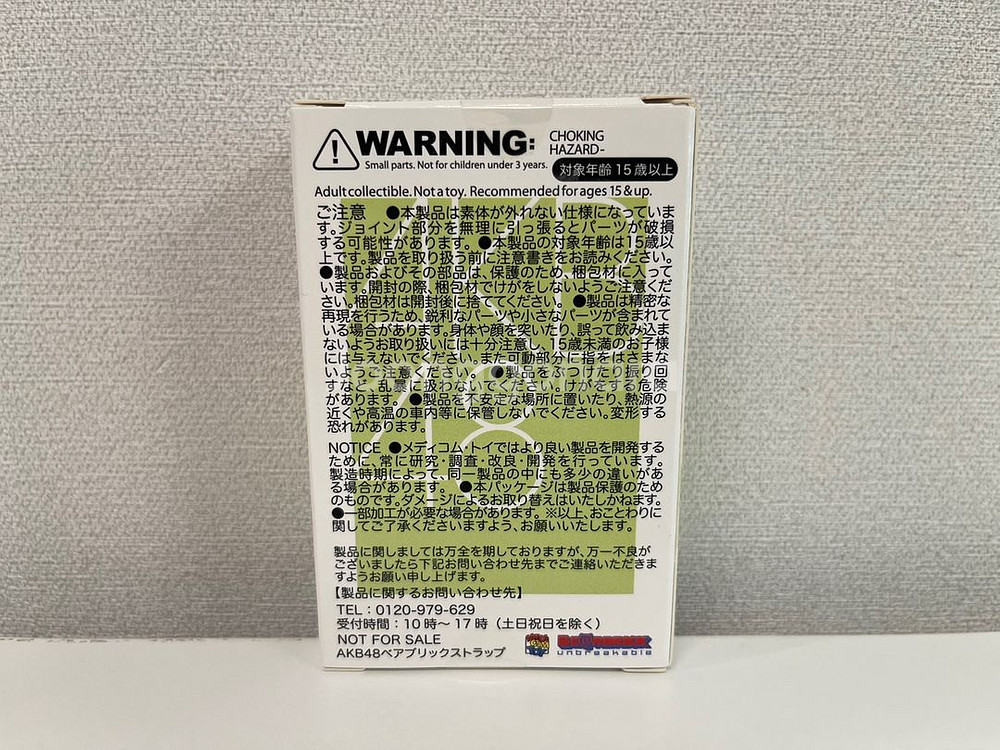 WARNING:
CHOKING
HAZARD-
Small parts. Not for children under 3 years.
対象年齢 15 歳以上
Adult collectible. Not a toy. Recommended for ages 15 & up.
ご注意 ●本製品は素体が外れない仕様になっていま
す。ジョイント部分を無理に引っ張るとパーツが破損
する可能性があります。●本製品の対象年齢は15歳以
上です。製品を取り扱う前に注意書きをお読みください。
●製品およびその部品は、保護のため、梱包材に入って
います。開封の際、梱包材でけがをしないようご注意くだ
さい。梱包材は開封後に捨ててください。●製品は精密な
再現を行うため、鋭利なパーツや小さなパーツが含まれて
いる場合があります。身体や顔を突いたり、誤って飲み込ま
ないようお取り扱いには十分注意し、15歳未満のお子様
には与えないでください。また可動部分に指をはさまな
いようご注意ください。●製品をぶつけたり振り回
すなど、乱暴に扱わないでください。けがをする危険
があります。●製品を不安定な場所に置いたり、熱源の
近くや高温の車内等に保管しないでください。変形する
恐れがあります。
NOTICE ●メディコム・トイではより良い製品を開発する
ために、常に研究・調査・改良・開発を行っています。
製造時期によって、同一製品の中にも多少の違いがあ
る場合があります。●本パッケージは製品保護のため
のものです。ダメージによるお取り替えはいたしかねます。
●一部加工が必要な場合があります。※以上、おことわりに
関してご了承くださいますよう、お願いいたします。
製品に関しましては万全を期しておりますが、万一不良が
ございましたら下記お問い合わせ先までご連絡いただきま
すようお願い申し上げます。
【製品に関するお問い合わせ先】
TEL：0120-979-629
受付時間：10時～17時（土日祝日を除く）
NOT FOR SALE
AKB48ベアブリックストラップ
BE@RBRICK
unbreakable
AKB
48